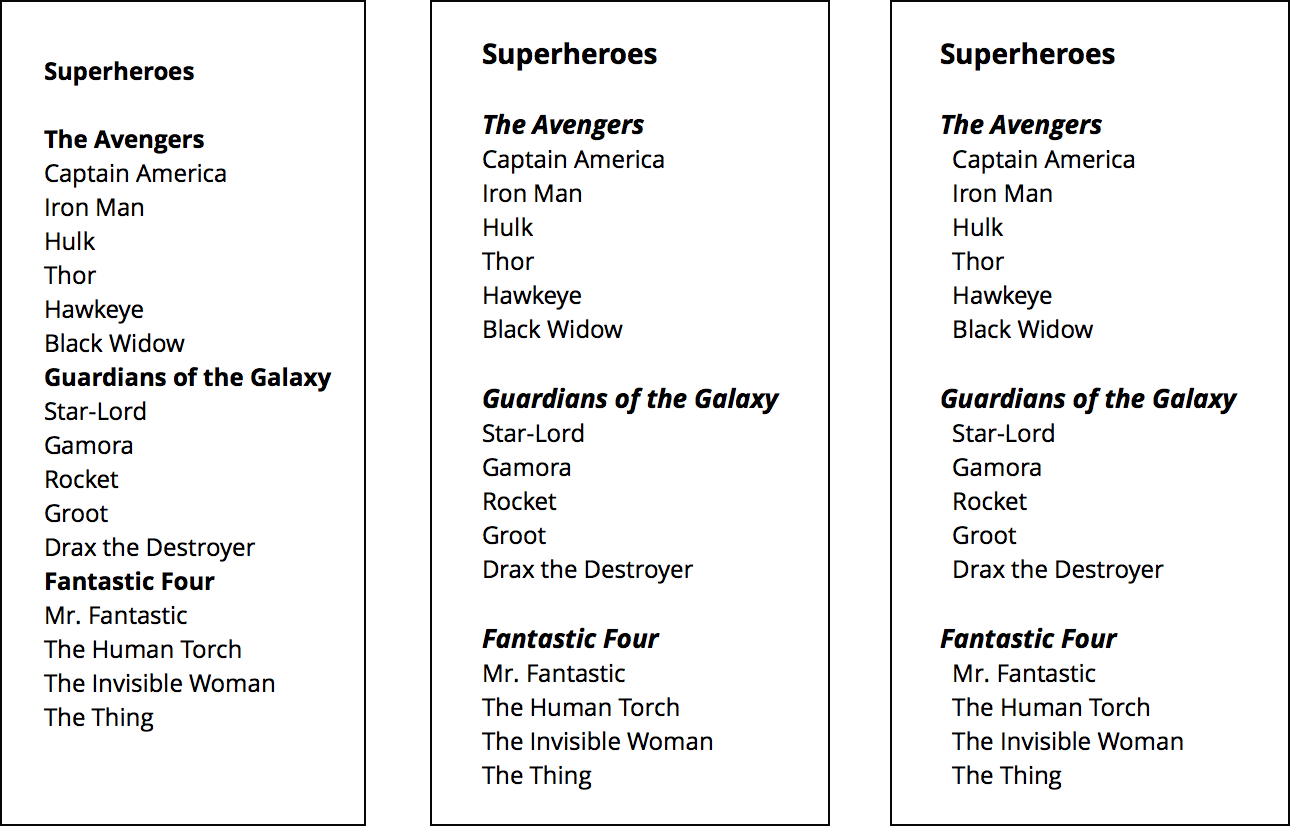 Superheroes
The Avengers
Captain America
Iron Man
Hulk
Thor
Hawkeye
Black Widow
Guardians of the Galaxy
Star-Lord
Gamora
Rocket
Groot
Drax the Destroyer
Fantastic Four
Mr. Fantastic
The Human Torch
The Invisible Woman
The Thing
Superheroes
The Avengers
Captain America
Iron Man
Hulk
Thor
Hawkeye
Black Widow
Guardians of the Galaxy
Star-Lord
Gamora
Rocket
Groot
Drax the Destroyer
Fantastic Four
Mr. Fantastic
The Human Torch
The Invisible Woman
The Thing
Superheroes
The Avengers
Captain America
Iron Man
Hulk
Thor
Hawkeye
Black Widow
Guardians of the Galaxy
Star-Lord
Gamora
Rocket
Groot
Drax the Destroyer
Fantastic Four
Mr. Fantastic
The Human Torch
The Invisible Woman
The Thing